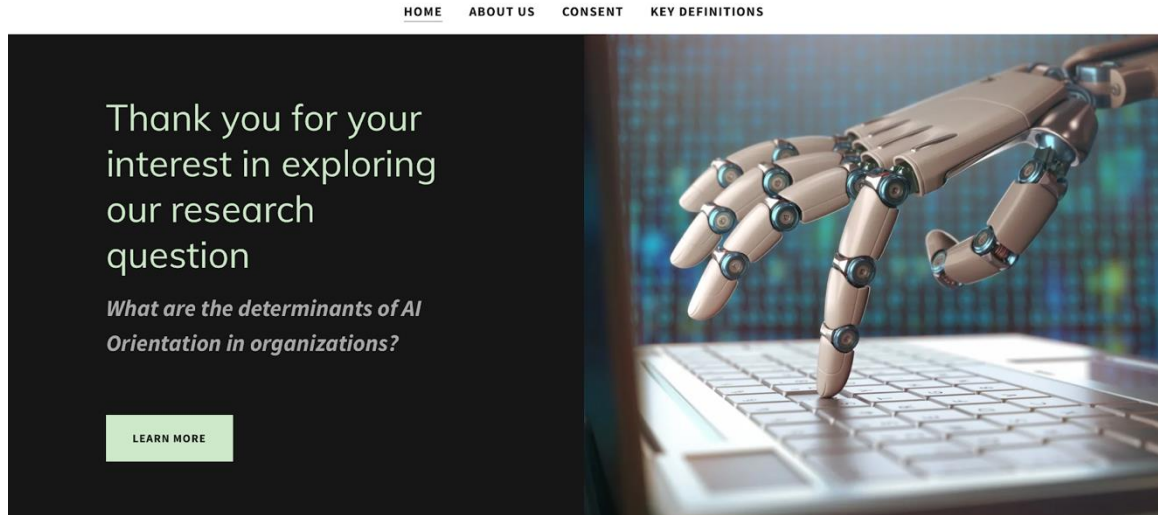 HOME ABOUT US CONSENT KEY DEFINITIONS
Thank you for your
interest in exploring
our research
question
What are the determinants of AI
Orientation in organizations?
LEARN MORE